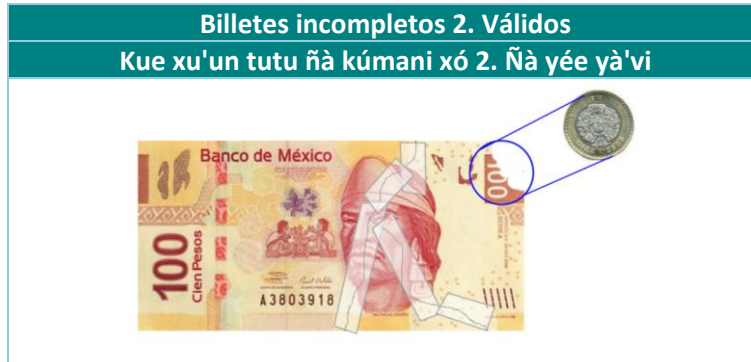 Billetes incompletos 2. Válidos
Kue xu'un tutu ñà kúmani xó 2. Ñà yée yà'vi
Banco de México
100
Cien Pesos
A3803918
100